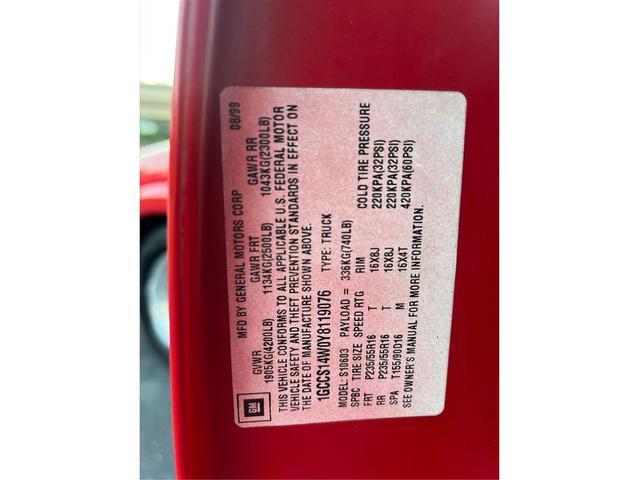 MFD BY GENERAL MOTORS CORP 08/99
GVWR GAWR FRT GAWR RR
1905KG(4200LB) 1134KG(2500LB) 1043KG(2300LB)
THIS VEHICLE CONFORMS TO ALL APPLICABLE U.S. FEDERAL MOTOR
VEHICLE SAFETY AND THEFT PREVENTION STANDARDS IN EFFECT ON
THE DATE OF MANUFACTURE SHOWN ABOVE.
1GCCS14W0Y8119076 TYPE: TRUCK
MODEL: S10603 PAYLOAD = 336KG(740LB)
SPBC TIRE SIZE SPEED RTG RIM COLD TIRE PRESSURE
FRT P235/55R16 T 16X8J 220KPA(32PSI)
RR P235/55R16 T 16X8J 220KPA(32PSI)
SPA T155/90D16 M 16X4T 420KPA(60PSI)
SEE OWNER'S MANUAL FOR MORE INFORMATION.
GM